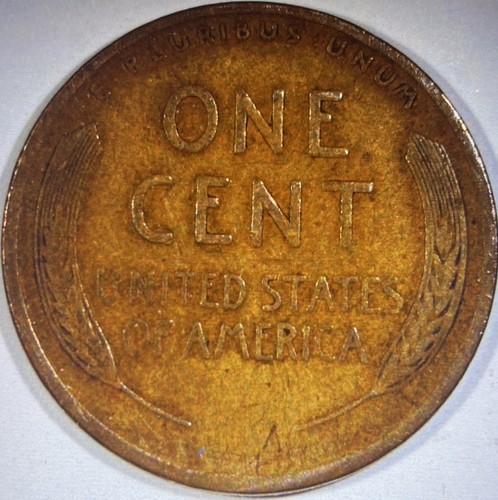 E PLURIBUS UNUM
ONE
CENT
UNITED STATES
OF AMERICA